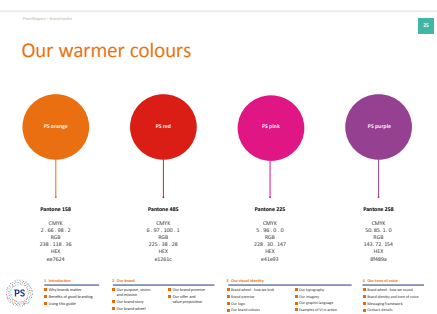 25
Our warmer colours
PS orange
PS red
PS pink
PS purple
Pantone 158
CMYK
2 . 66 . 98 . 2
RGB
238 . 118 . 36
HEX
ee7624
Pantone 485
CMYK
6 . 97 . 100 . 1
RGB
225 . 38 . 28
HEX
e1261c
Pantone 225
CMYK
5 . 96 . 0 . 0
RGB
228 . 30 . 147
HEX
e41e93
Pantone 258
CMYK
50. 85. 1. 0
RGB
143. 72. 154
HEX
8f489a
PS
1 Introduction
Why brands matter
Benefits of good branding
Using this guide
2 Our brand
Our purpose, vision
and mission
Our brand story
Our brand wheel
Our brand promise
Our offer and
value proposition
3 Our visual identity
Brand wheel - how we look
Brand promise
Our logo
Our brand colours
Our typography
Our imagery
Our graphic language
Examples of VI in action
4 Our tone of voice
Brand wheel - how we sound
Brand identity and tone of voice
Messaging framework
Contact details